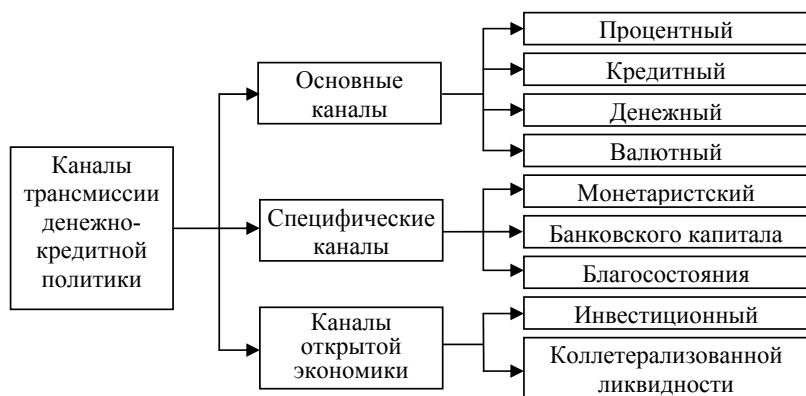 Каналы
трансмиссии
денежно-
кредитной
политики
Основные
каналы
Процентный
Кредитный
Денежный
Валютный
Специфические
каналы
Монетаристский
Банковского капитала
Благосостояния
Каналы
открытой
экономики
Инвестиционный
Коллетерализованной
ликвидности